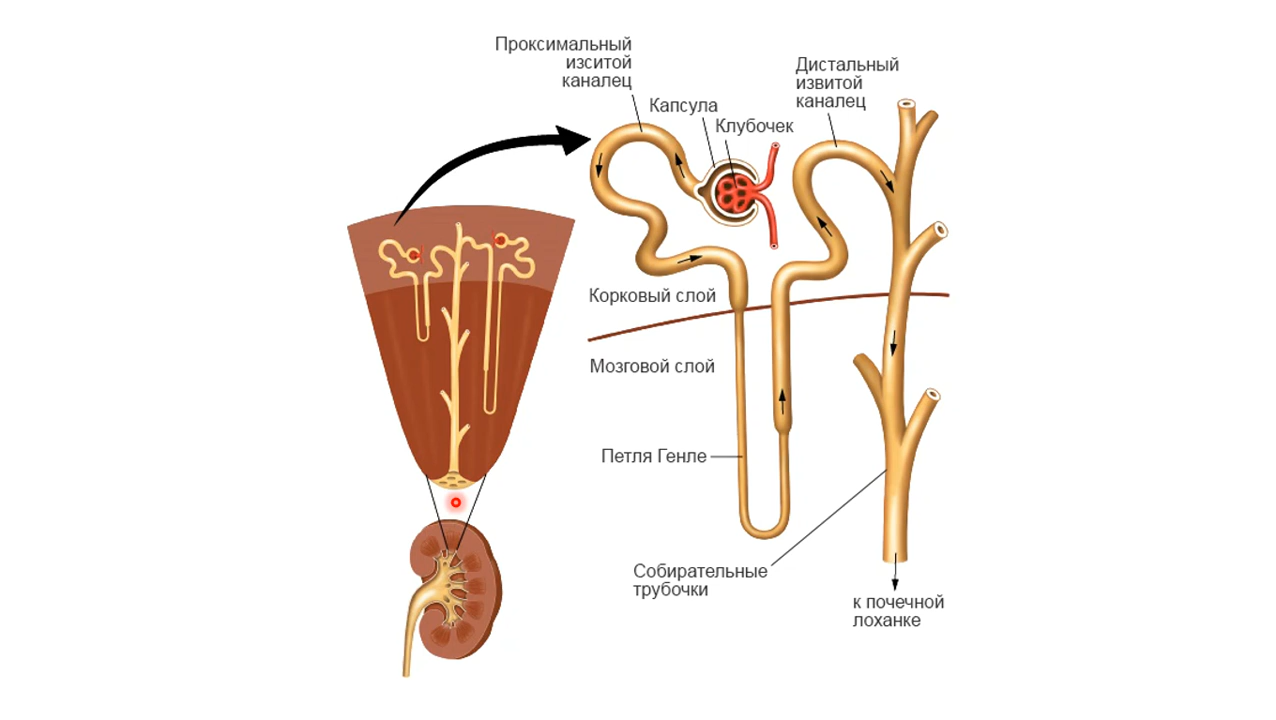 Проксимальный
изситой
каналец
Капсула
Клубочек
Дистальный
извитой
каналец
Корковый слой
Мозговой слой
Петля Генле
Собирательные
трубочки
к почечной
лоханке